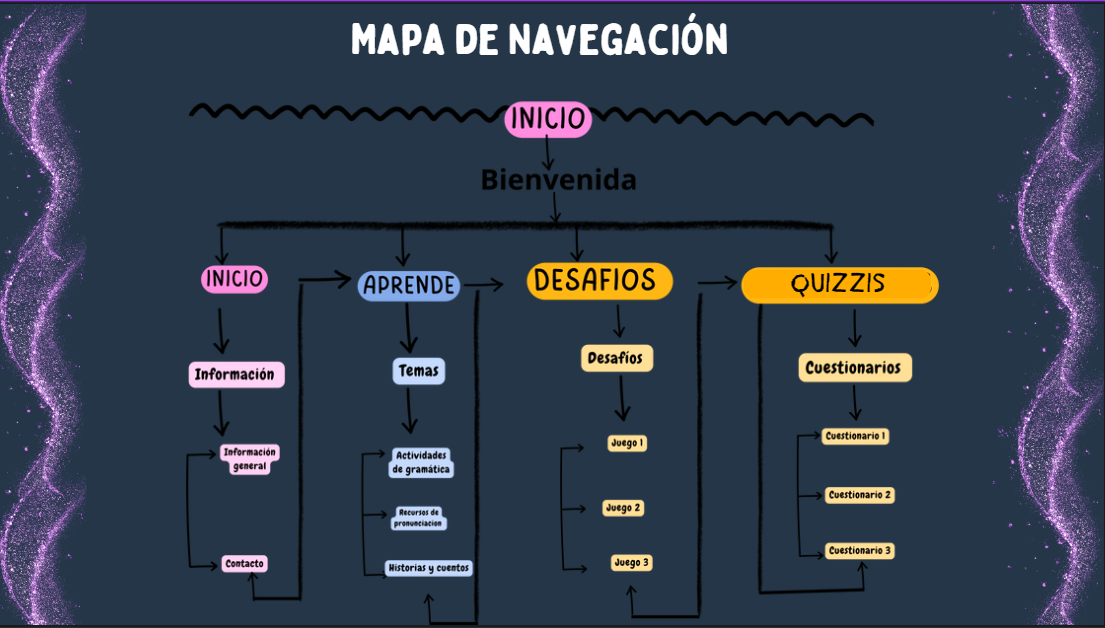 MAPA DE NAVEGACIÓN
INICIO
Bienvenida
INICIO
APRENDE
DESAFIOS
QUIZZIS
Información
Temas
Desafíos
Cuestionarios
Información
general
Actividades
de gramática
Juego 1
Cuestionario 1
Recursos de
pronunciacion
Juego 2
Cuestionario 2
Contacto
Historias y cuentos
Juego 3
Cuestionario 3